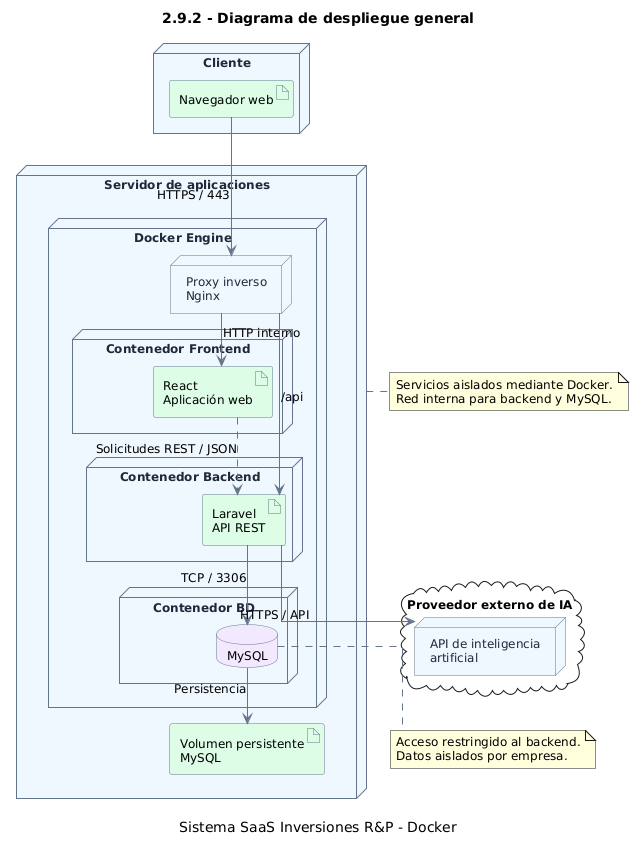 2.9.2 - Diagrama de despliegue general
Cliente
Navegador web
Servidor de aplicaciones
HTTPS / 443
Docker Engine
Proxy inverso
Nginx
HTTP interno
Contenedor Frontend
React
Aplicación web
/api
Servicios aislados mediante Docker.
Red interna para backend y MySQL.
Solicitudes REST / JSON
Contenedor Backend
Laravel
API REST
TCP / 3306
Contenedor BD
HTTPS / API
Proveedor externo de IA
API de inteligencia
artificial
MySQL
Persistencia
Volumen persistente
MySQL
Acceso restringido al backend.
Datos aislados por empresa.
Sistema SaaS Inversiones R&P - Docker